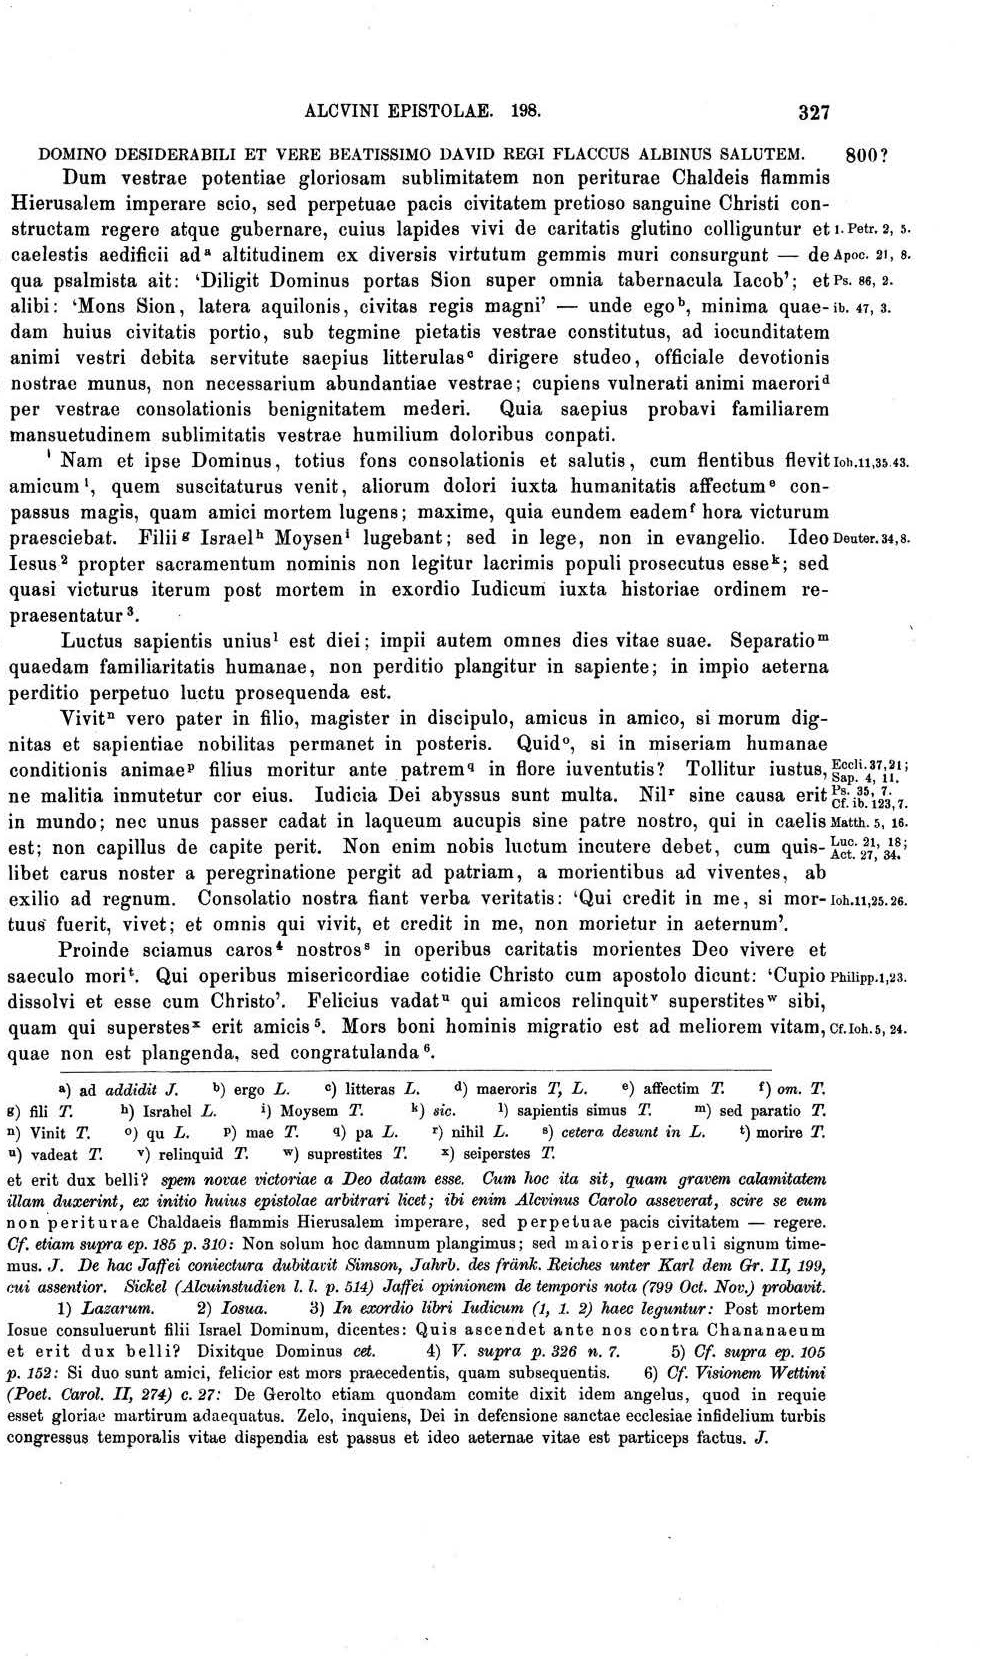 ALCVINI EPISTOLAE. 198. 327
DOMINO DESIDERABILI ET VERE BEATISSIMO DAVID REGI FLACCUS ALBINUS SALUTEM. 800?
Dum vestrae potentiae gloriosam sublimitatem non periturae Chaldeis flammis
Hierusalem imperare scio, sed perpetuae pacis civitatem pretioso sanguine Christi con-
structam regere atque gubernare, cuius lapides vivi de caritatis glutino colliguntur et 1. Petr. 2, 5.
caelestis aedificii ad a altitudinem ex diversis virtutum gemmis muri consurgunt — de Apoc. 21, 8.
qua psalmista ait: ‘Diligit Dominus portas Sion super omnia tabernacula Iacob’; et Ps. 86, 2.
alibi: ‘Mons Sion, latera aquilonis, civitas regis magni’ — unde ego b, minima quae- ib. 47, 3.
dam huius civitatis portio, sub tegmine pietatis vestrae constitutus, ad iocunditatem
animi vestri debita servitute saepius litterulas c dirigere studeo, officiale devotionis
nostrae munus, non necessarium abundantiae vestrae; cupiens vulnerati animi maerori d
per vestrae consolationis benignitatem mederi. Quia saepius probavi familiarem
mansuetudinem sublimitatis vestrae humilium doloribus conpati.
Nam et ipse Dominus, totius fons consolationis et salutis, cum flentibus flevit Ioh. 11, 35. 43.
amicum 1, quem suscitaturus venit, aliorum dolori iuxta humanitatis affectum e con-
passus magis, quam amici mortem lugens; maxime, quia eundem eadem f hora victurum
praesciebat. Filii g Israel h Moysen i lugebant; sed in lege, non in evangelio. Ideo Deuter. 34, 8.
Iesus 2 propter sacramentum nominis non legitur lacrimis populi prosecutus esse k; sed
quasi victurus iterum post mortem in exordio Iudicum iuxta historiae ordinem re-
praesentatur 3.
Luctus sapientis unius l est diei; impii autem omnes dies vitae suae. Separatio m
quaedam familiaritatis humanae, non perditio plangitur in sapiente; in impio aeterna
perditio perpetuo luctu prosequenda est.
Vivit n vero pater in filio, magister in discipulo, amicus in amico, si morum dig-
nitas et sapientiae nobilitas permanet in posteris. Quid o, si in miseriam humanae
conditionis animae p filius moritur ante patrem q in flore iuventutis? Tollitur iustus, Eccli. 37, 21; Sap. 4, 11.
ne malitia inmutetur cor eius. Iudicia Dei abyssus sunt multa. Nil r sine causa erit Ps. 35, 7. Cf. ib. 123, 7.
in mundo; nec unus passer cadat in laqueum aucupis sine patre nostro, qui in caelis Matth. 5, 16.
est; non capillus de capite perit. Non enim nobis luctum incutere debet, cum quis- Luc. 21, 18; Act. 27, 34.
libet carus noster a peregrinatione pergit ad patriam, a morientibus ad viventes, ab
exilio ad regnum. Consolatio nostra fiant verba veritatis: ‘Qui credit in me, si mor- Ioh. 11, 25. 26.
tuus fuerit, vivet; et omnis qui vivit, et credit in me, non morietur in aeternum’.
Proinde sciamus caros 4 nostros s in operibus caritatis morientes Deo vivere et
saeculo mori t. Qui operibus misericordiae cotidie Christo cum apostolo dicunt: ‘Cupio Philipp. 1, 23.
dissolvi et esse cum Christo’. Felicius vadat u qui amicos relinquit v superstites w sibi,
quam qui superstes x erit amicis 5. Mors boni hominis migratio est ad meliorem vitam, Cf. Ioh. 5, 24.
quae non est plangenda, sed congratulanda 6.
a) ad addidit J. b) ergo L. c) litteras L. d) maeroris T, L. e) affectim T. f) om. T.
g) fili T. h) Israhel L. i) Moysem T. k) sic. l) sapientis simus T. m) sed paratio T.
n) Vinit T. o) qu L. p) mae T. q) pa L. r) nihil L. s) cetera desunt in L. t) morire T.
u) vadeat T. v) relinquid T. w) suprestites T. x) seiperstes T.
et erit dux belli? spem novae victoriae a Deo datam esse. Cum hoc ita sit, quam gravem calamitatem
illam duxerint, ex initio huius epistolae arbitrari licet; ibi enim Alcvinus Carolo asseverat, scire se eum
non periturae Chaldaeis flammis Hierusalem imperare, sed perpetuae pacis civitatem — regere.
Cf. etiam supra ep. 185 p. 310: Non solum hoc damnum plangimus; sed maioris periculi signum time-
mus. J. De hac Jaffei coniectura dubitavit Simson, Jahrb. des fränk. Reiches unter Karl dem Gr. II, 199,
cui assentior. Sickel (Alcuinstudien l. l. p. 514) Jaffei opinionem de temporis nota (799 Oct. Nov.) probavit.
1) Lazarum. 2) Iosua. 3) In exordio libri Iudicum (1, 1. 2) haec leguntur: Post mortem
Iosue consuluerunt filii Israel Dominum, dicentes: Quis ascendet ante nos contra Chananaeum
et erit dux belli? Dixitque Dominus cet. 4) V. supra p. 326 n. 7. 5) Cf. supra ep. 105
p. 152: Si duo sunt amici, felicior est mors praecedentis, quam subsequentis. 6) Cf. Visionem Wettini
(Poet. Carol. II, 274) c. 27: De Gerolto etiam quondam comite dixit idem angelus, quod in requie
esset gloriae martirum adaequatus. Zelo, inquiens, Dei in defensione sanctae ecclesiae infidelium turbis
congressus temporalis vitae dispendia est passus et ideo aeternae vitae est particeps factus. J.